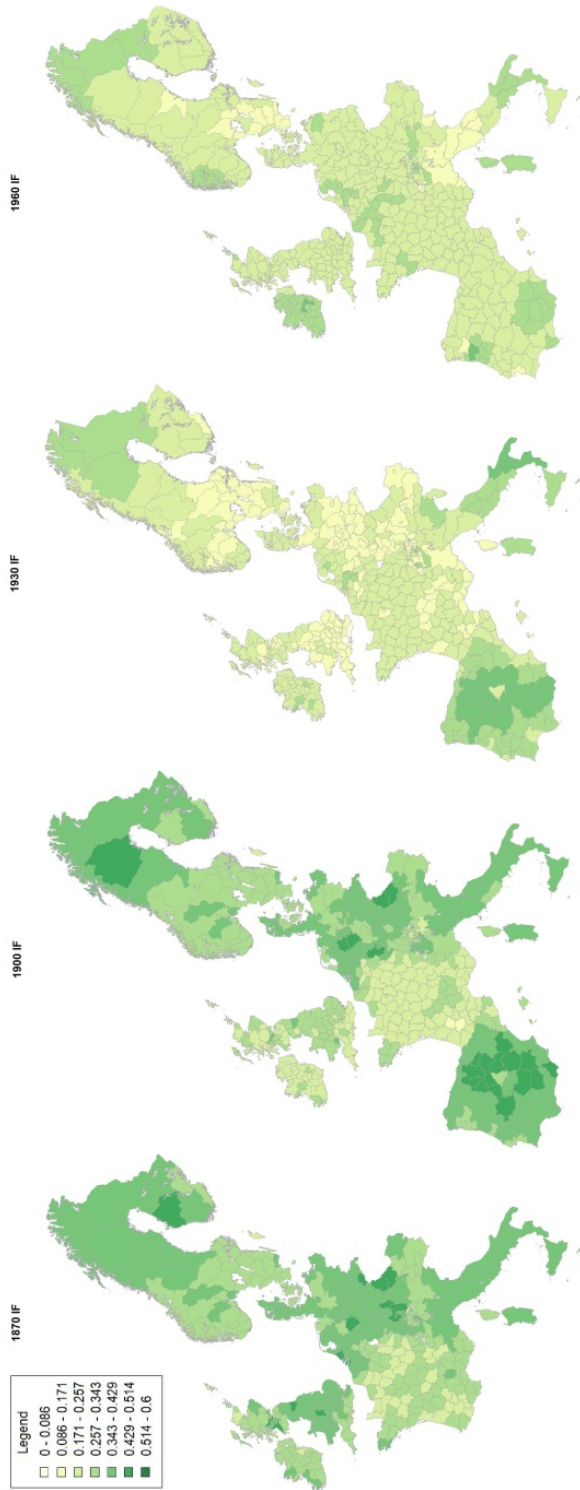 1870 IF
1900 IF
1930 IF
1960 IF
Legend
0 - 0.086
0.086 - 0.171
0.171 - 0.257
0.257 - 0.343
0.343 - 0.429
0.429 - 0.514
0.514 - 0.6